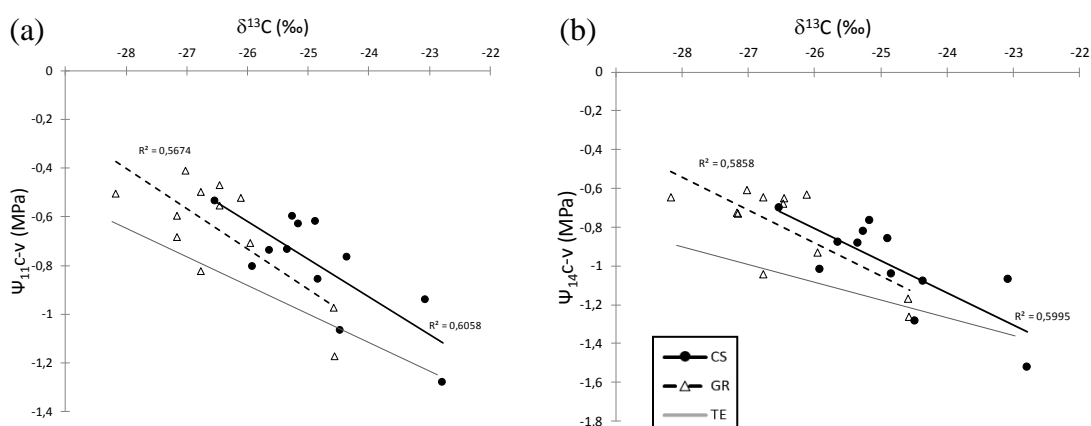 (a)
δ¹³C (‰)
-28 -27 -26 -25 -24 -23 -22
0
-0,2
-0,4
-0,6
-0,8
-1
-1,2
-1,4
Ψ₁₁c-v (MPa)
R² = 0,5674
R² = 0,6058
(b)
δ¹³C (‰)
-28 -27 -26 -25 -24 -23 -22
0
-0,2
-0,4
-0,6
-0,8
-1
-1,2
-1,4
-1,6
-1,8
Ψ₁₄c-v (MPa)
R² = 0,5858
R² = 0,5995
CS
GR
TE